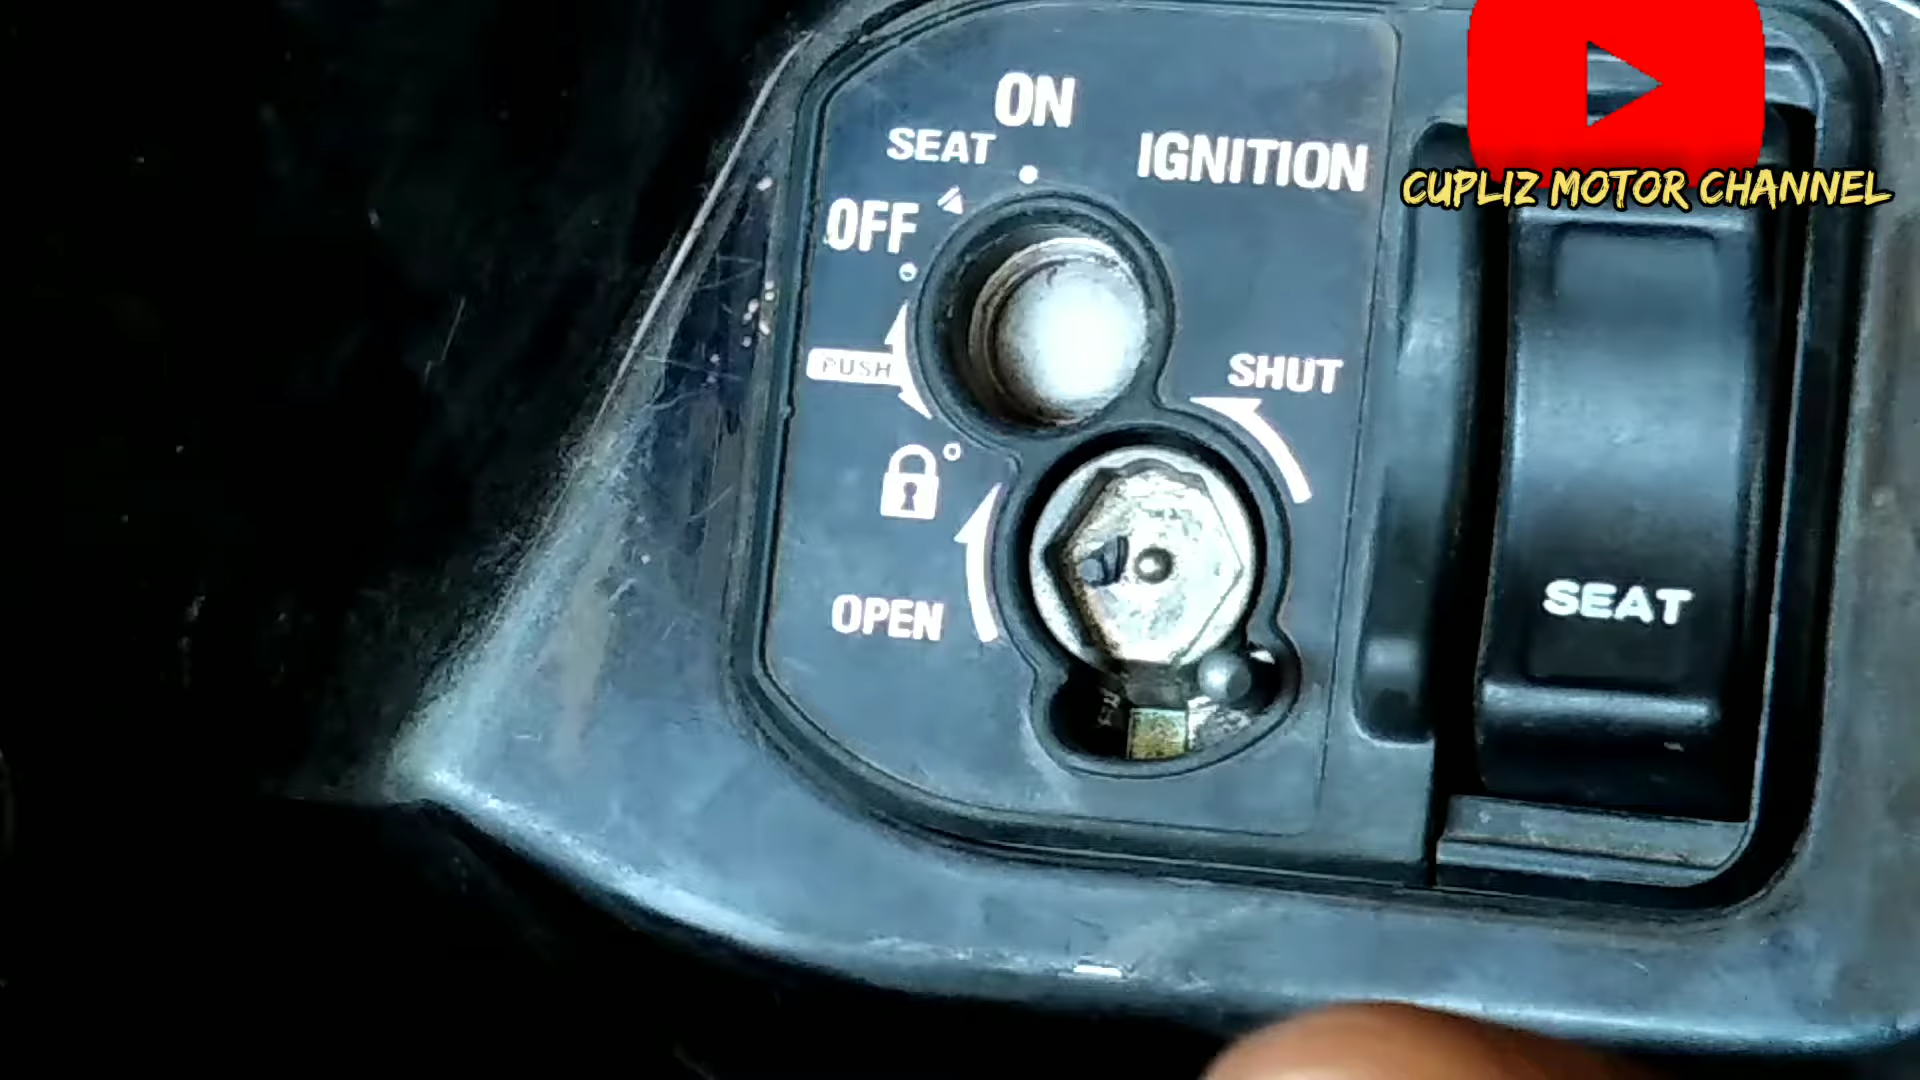 ON
SEAT
IGNITION
OFF
CUPLIZ MOTOR CHANNEL
PUSH
SHUT
OPEN
SEAT